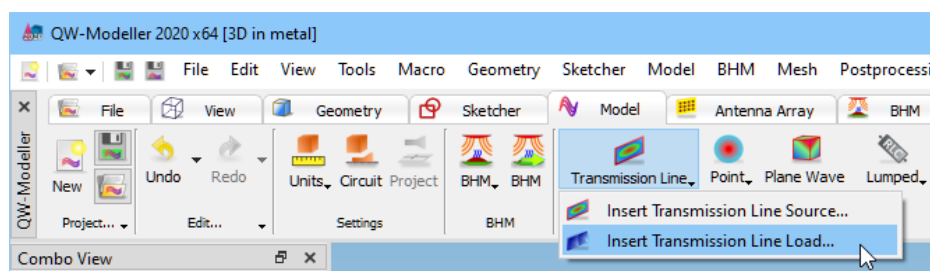 QW-Modeller 2020 x64 [3D in metal]
File Edit View Tools Macro Geometry Sketcher Model BHM Mesh Postprocessi
File View Geometry Sketcher Model Antenna Array BHM
QW-Modeller
New Undo Redo Units Circuit Project BHM BHM Transmission Line Point Plane Wave Lumped
Project... Edit... Settings BHM
Insert Transmission Line Source...
Insert Transmission Line Load...
Combo View